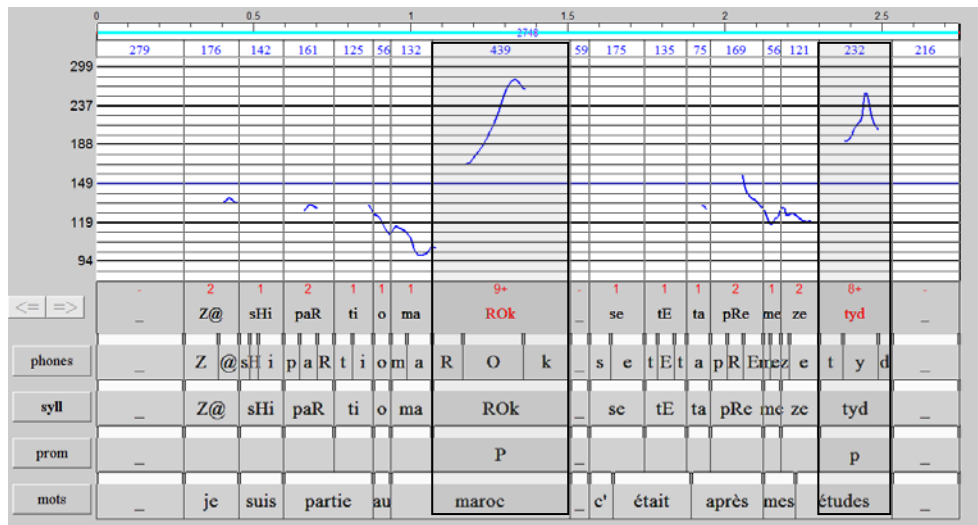 0 0.5 1 1.5 2 2.5
2748
279 176 142 161 125 56 132 439 59 175 135 75 169 56 121 232 216
299
237
188
149
119
94
- 2 1 2 1 1 1 9+ - 1 1 1 2 1 2 8+ -
<= => _ Z@ sHi paR ti o ma ROk _ se tE ta pRe me ze tyd _
phones _ Z @ s H i p a R t i o m a R O k _ s e t E t a p R E m e z e t y d _
syll _ Z@ sHi paR ti o ma ROk _ se tE ta pRe me ze tyd _
prom _ P _ p _
mots _ je suis partie au maroc _ c' était après mes études _